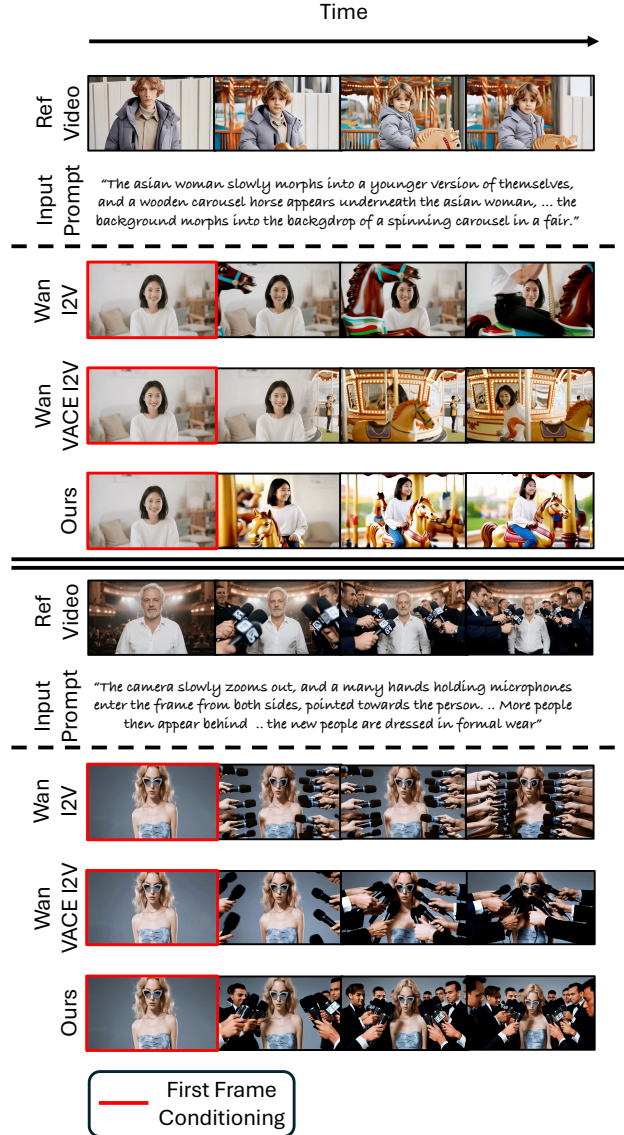 Time
Ref
Video
Input
Prompt
“The asian woman slowly morphs into a younger version of themselves,
and a wooden carousel horse appears underneath the asian woman, ... the
background morphs into the backgdrop of a spinning carousel in a fair.”
Wan
I2V
Wan
VACE I2V
Ours
Ref
Video
Input
Prompt
“The camera slowly zooms out, and a many hands holding microphones
enter the frame from both sides, pointed towards the person. .. More people
then appear behind .. the new people are dressed in formal wear”
Wan
I2V
Wan
VACE I2V
Ours
First Frame
Conditioning